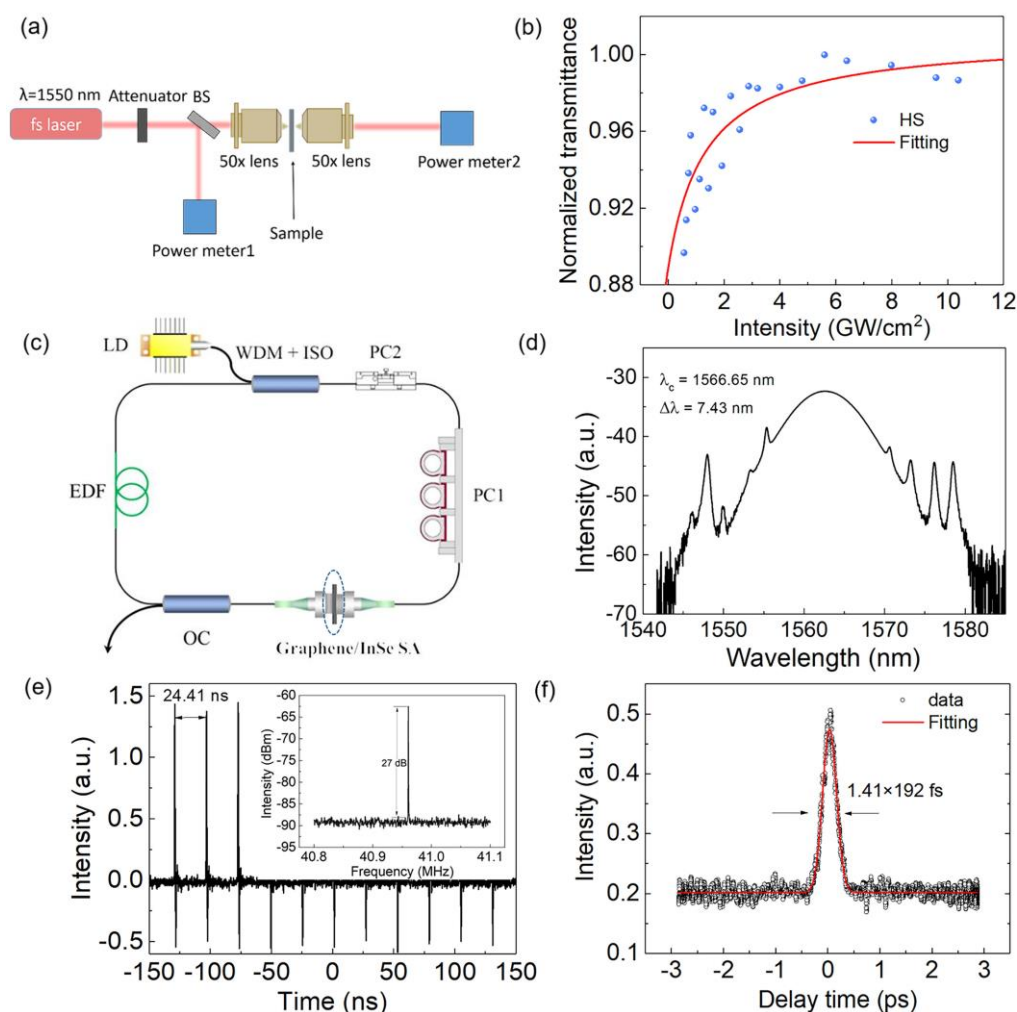 (a)
λ=1550 nm
Attenuator BS
fs laser
50x lens
50x lens
Power meter2
Power meter1
Sample
(b)
Normalized transmittance
1.00
0.96
0.92
0.88
HS
Fitting
0 2 4 6 8 10 12
Intensity (GW/cm²)
(c)
LD
WDM + ISO
PC2
EDF
PC1
OC
Graphene/InSe SA
(d)
Intensity (a.u.)
-30
-40
-50
-60
-70
λc = 1566.65 nm
Δλ = 7.43 nm
1540 1550 1560 1570 1580
Wavelength (nm)
(e)
Intensity (a.u.)
1.5
1.0
0.5
0.0
-0.5
24.41 ns
Intensity (dBm)
-60
-65
-70
-75
-80
-85
-90
-95
27 dB
40.8 40.9 41.0 41.1
Frequency (MHz)
-150 -100 -50 0 50 100 150
Time (ns)
(f)
Intensity (a.u.)
0.5
0.4
0.3
0.2
0.1
data
Fitting
1.41×192 fs
-3 -2 -1 0 1 2 3
Delay time (ps)